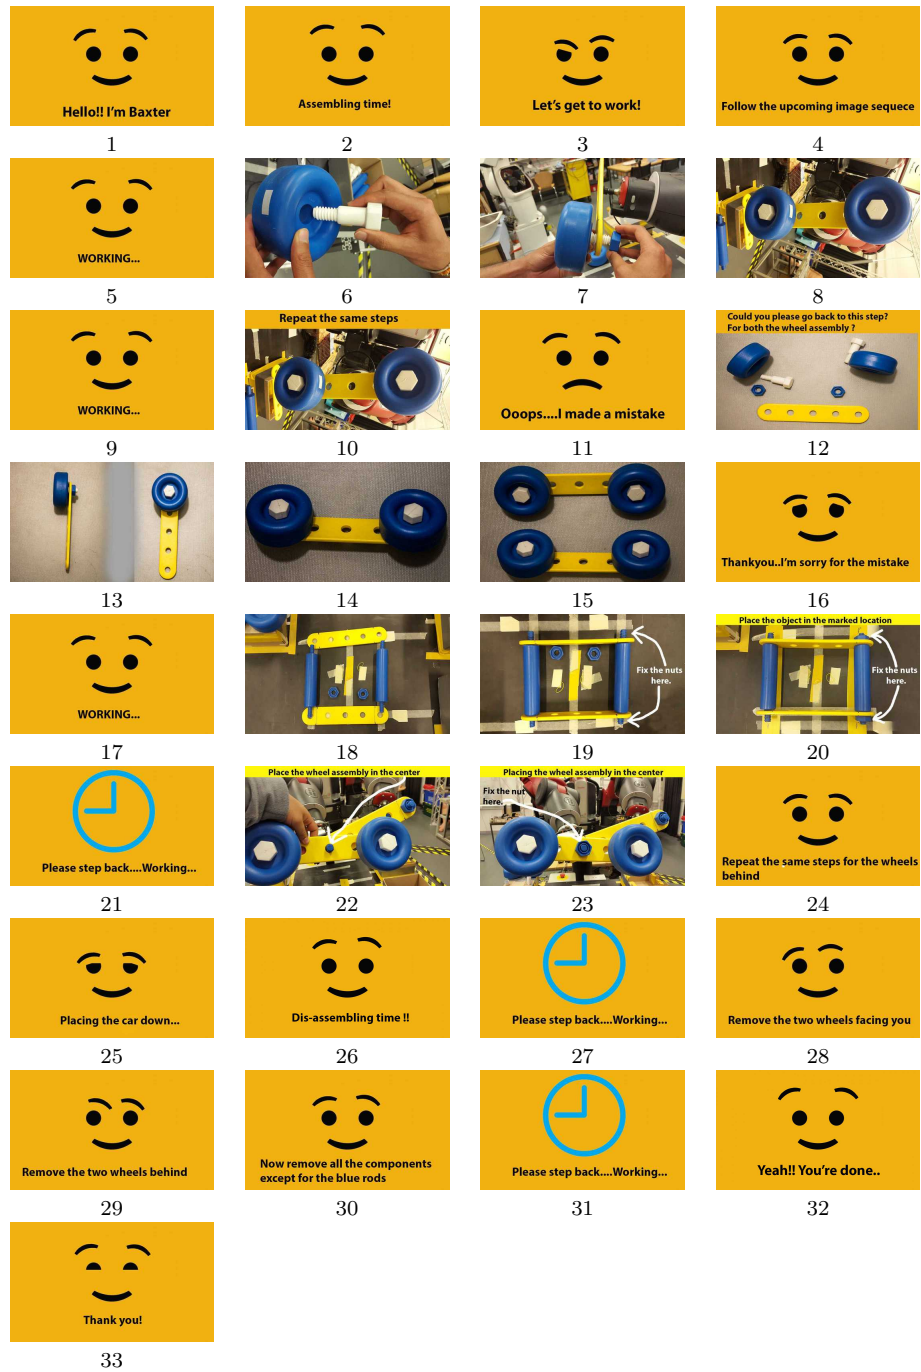 Hello!! I'm Baxter
Assembling time!
Let's get to work!
Follow the upcoming image sequece
1
2
3
4
WORKING...
5
6
7
8
WORKING...
Repeat the same steps
Ooops....I made a mistake
Could you please go back to this step?
For both the wheel assembly ?
9
10
11
12
Thankyou..I'm sorry for the mistake
13
14
15
16
WORKING...
Fix the nuts
here.
Place the object in the marked location
Fix the nuts
here.
17
18
19
20
Please step back....Working...
Place the wheel assembly in the center
Placing the wheel assembly in the center
Fix the nut
here.
Repeat the same steps for the wheels
behind
21
22
23
24
Placing the car down...
Dis-assembling time !!
Please step back....Working...
Remove the two wheels facing you
25
26
27
28
Remove the two wheels behind
Now remove all the components
except for the blue rods
Please step back....Working...
Yeah!! You're done..
29
30
31
32
Thank you!
33